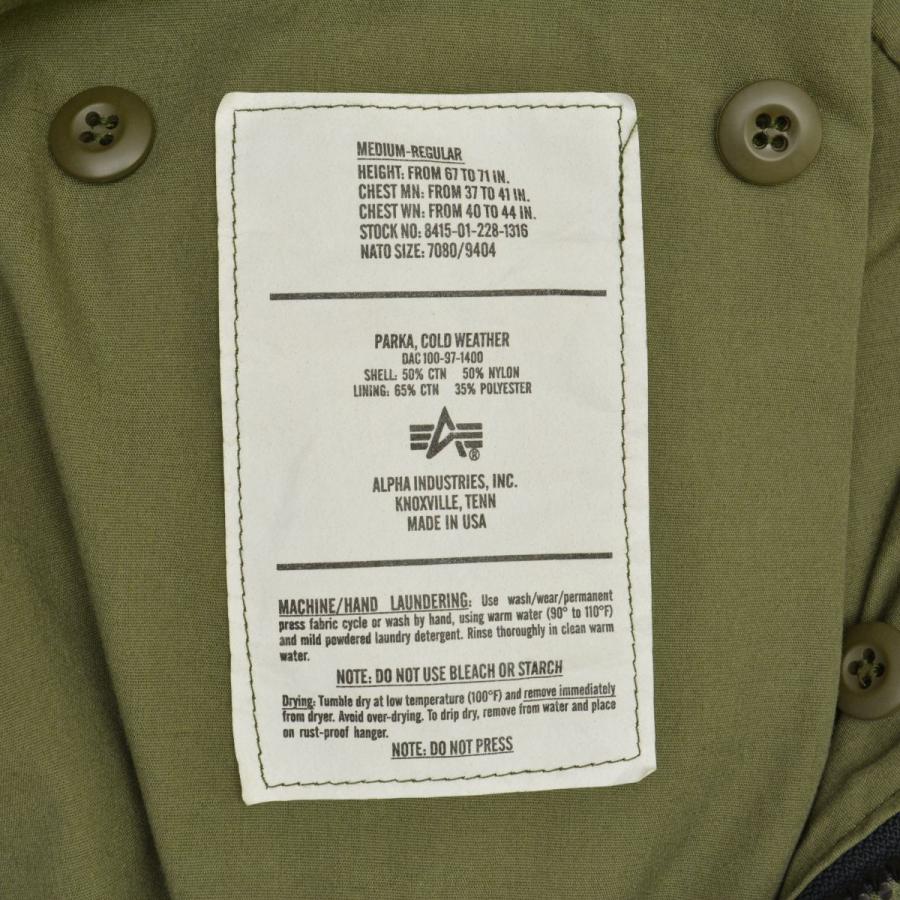 MEDIUM-REGULAR
HEIGHT: FROM 67 TO 71 IN.
CHEST MN: FROM 37 TO 41 IN.
CHEST WN: FROM 40 TO 44 IN.
STOCK NO: 8415-01-228-1316
NATO SIZE: 7080/9404
PARKA, COLD WEATHER
DAC100-97-1400
SHELL: 50% CTN 50% NYLON
LINING: 65% CTN 35% POLYESTER
®
ALPHA INDUSTRIES, INC.
KNOXVILLE, TENN
MADE IN USA
MACHINE/HAND LAUNDERING: Use wash/wear/permanent
press fabric cycle or wash by hand, using warm water (90° to 110°F)
and mild powdered laundry detergent. Rinse thoroughly in clean warm
water.
NOTE: DO NOT USE BLEACH OR STARCH
Drying: Tumble dry at low temperature (100°F) and remove immediately
from dryer. Avoid over-drying. To drip dry, remove from water and place
on rust-proof hanger.
NOTE: DO NOT PRESS